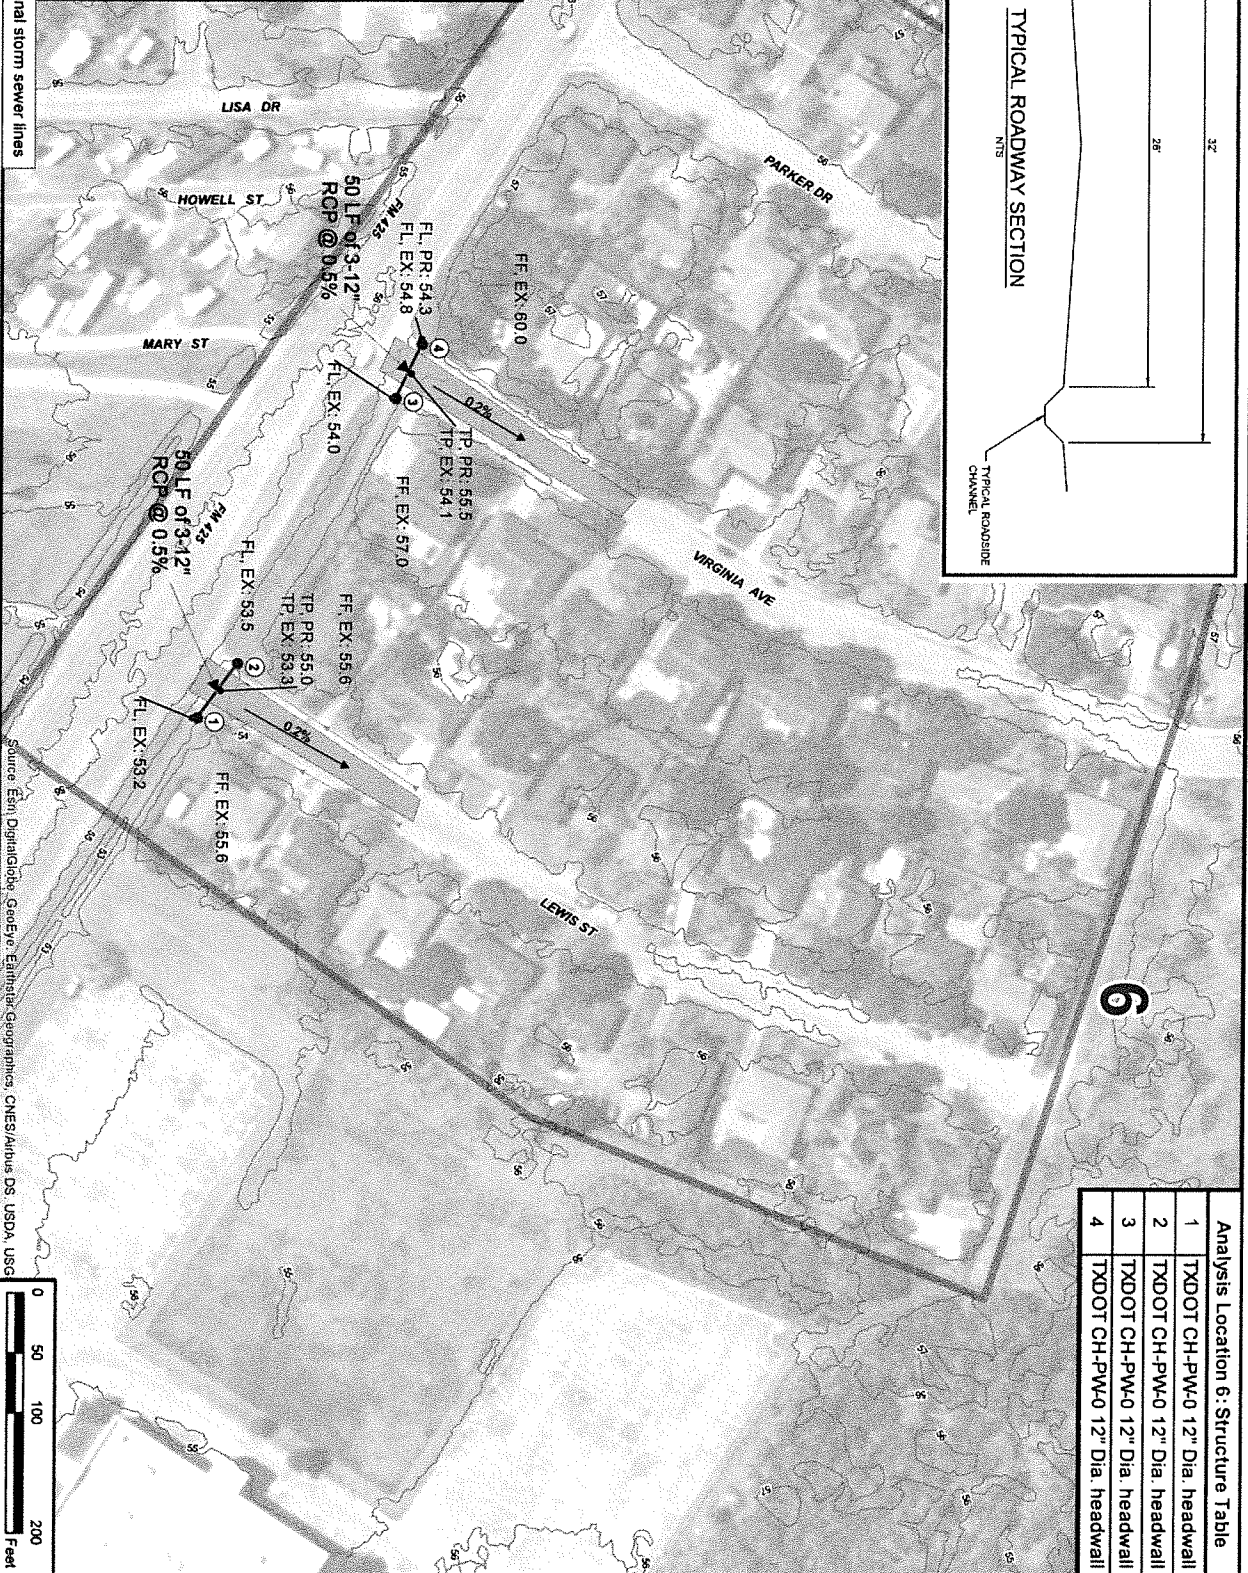 32'
26'
TYPICAL ROADWAY SECTION
NTS
TYPICAL ROADSIDE
CHANNEL
6
Analysis Location 6: Structure Table
1 TXDOT CH-PW-0 12" Dia. headwall
2 TXDOT CH-PW-0 12" Dia. headwall
3 TXDOT CH-PW-0 12" Dia. headwall
4 TXDOT CH-PW-0 12" Dia. headwall
PARKER DR
VIRGINIA AVE
LEWIS ST
FF, EX: 60.0
FL, PR: 54.3
FL, EX: 54.8
4
3
0.2%
TP, PR: 55.5
TP, EX: 54.1
50 LF of 3-12"
RCP @ 0.5%
FM 425
FL, EX: 54.0
FF, EX: 57.0
LISA DR
HOWELL ST
MARY ST
FF, EX: 55.6
TP, PR: 55.0
TP, EX: 53.3
FL, EX: 53.5
2
1
0.2%
FM 425
50 LF of 3-12"
RCP @ 0.5%
FL, EX: 53.2
FF, EX: 55.6
nal storm sewer lines
Source: Esri, DigitalGlobe, GeoEye, Earthstar Geographics, CNES/Airbus DS, USDA, USG
0 50 100 200
Feet